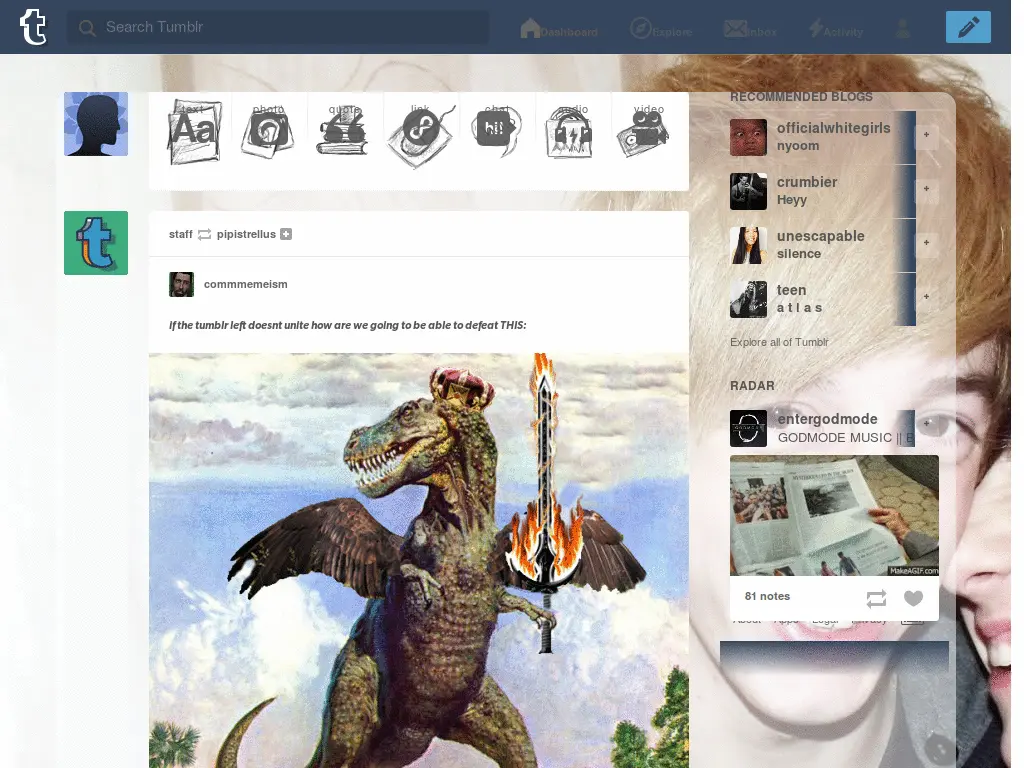 Search Tumblr
Dashboard
Explore
Inbox
Activity
text
photo
quote
link
chat
audio
video
Aa
hi!
staff pipistrellus
commmemeism
if the tumblr left doesnt unite how are we going to be able to defeat THIS:
RECOMMENDED BLOGS
officialwhitegirls
nyoom
crumbier
Heyy
unescapable
silence
teen
a t l a s
Explore all of Tumblr
RADAR
entergodmode
GODMODE MUSIC || B
MakeAGIF.com
81 notes
About Apps Legal Privacy